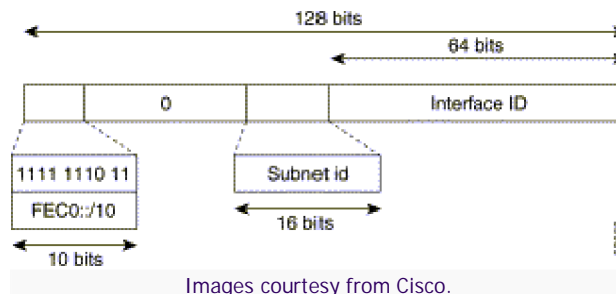 128 bits
64 bits
0
Interface ID
1111 1110 11
FEC0::/10
10 bits
Subnet id
16 bits
Images courtesy from Cisco.